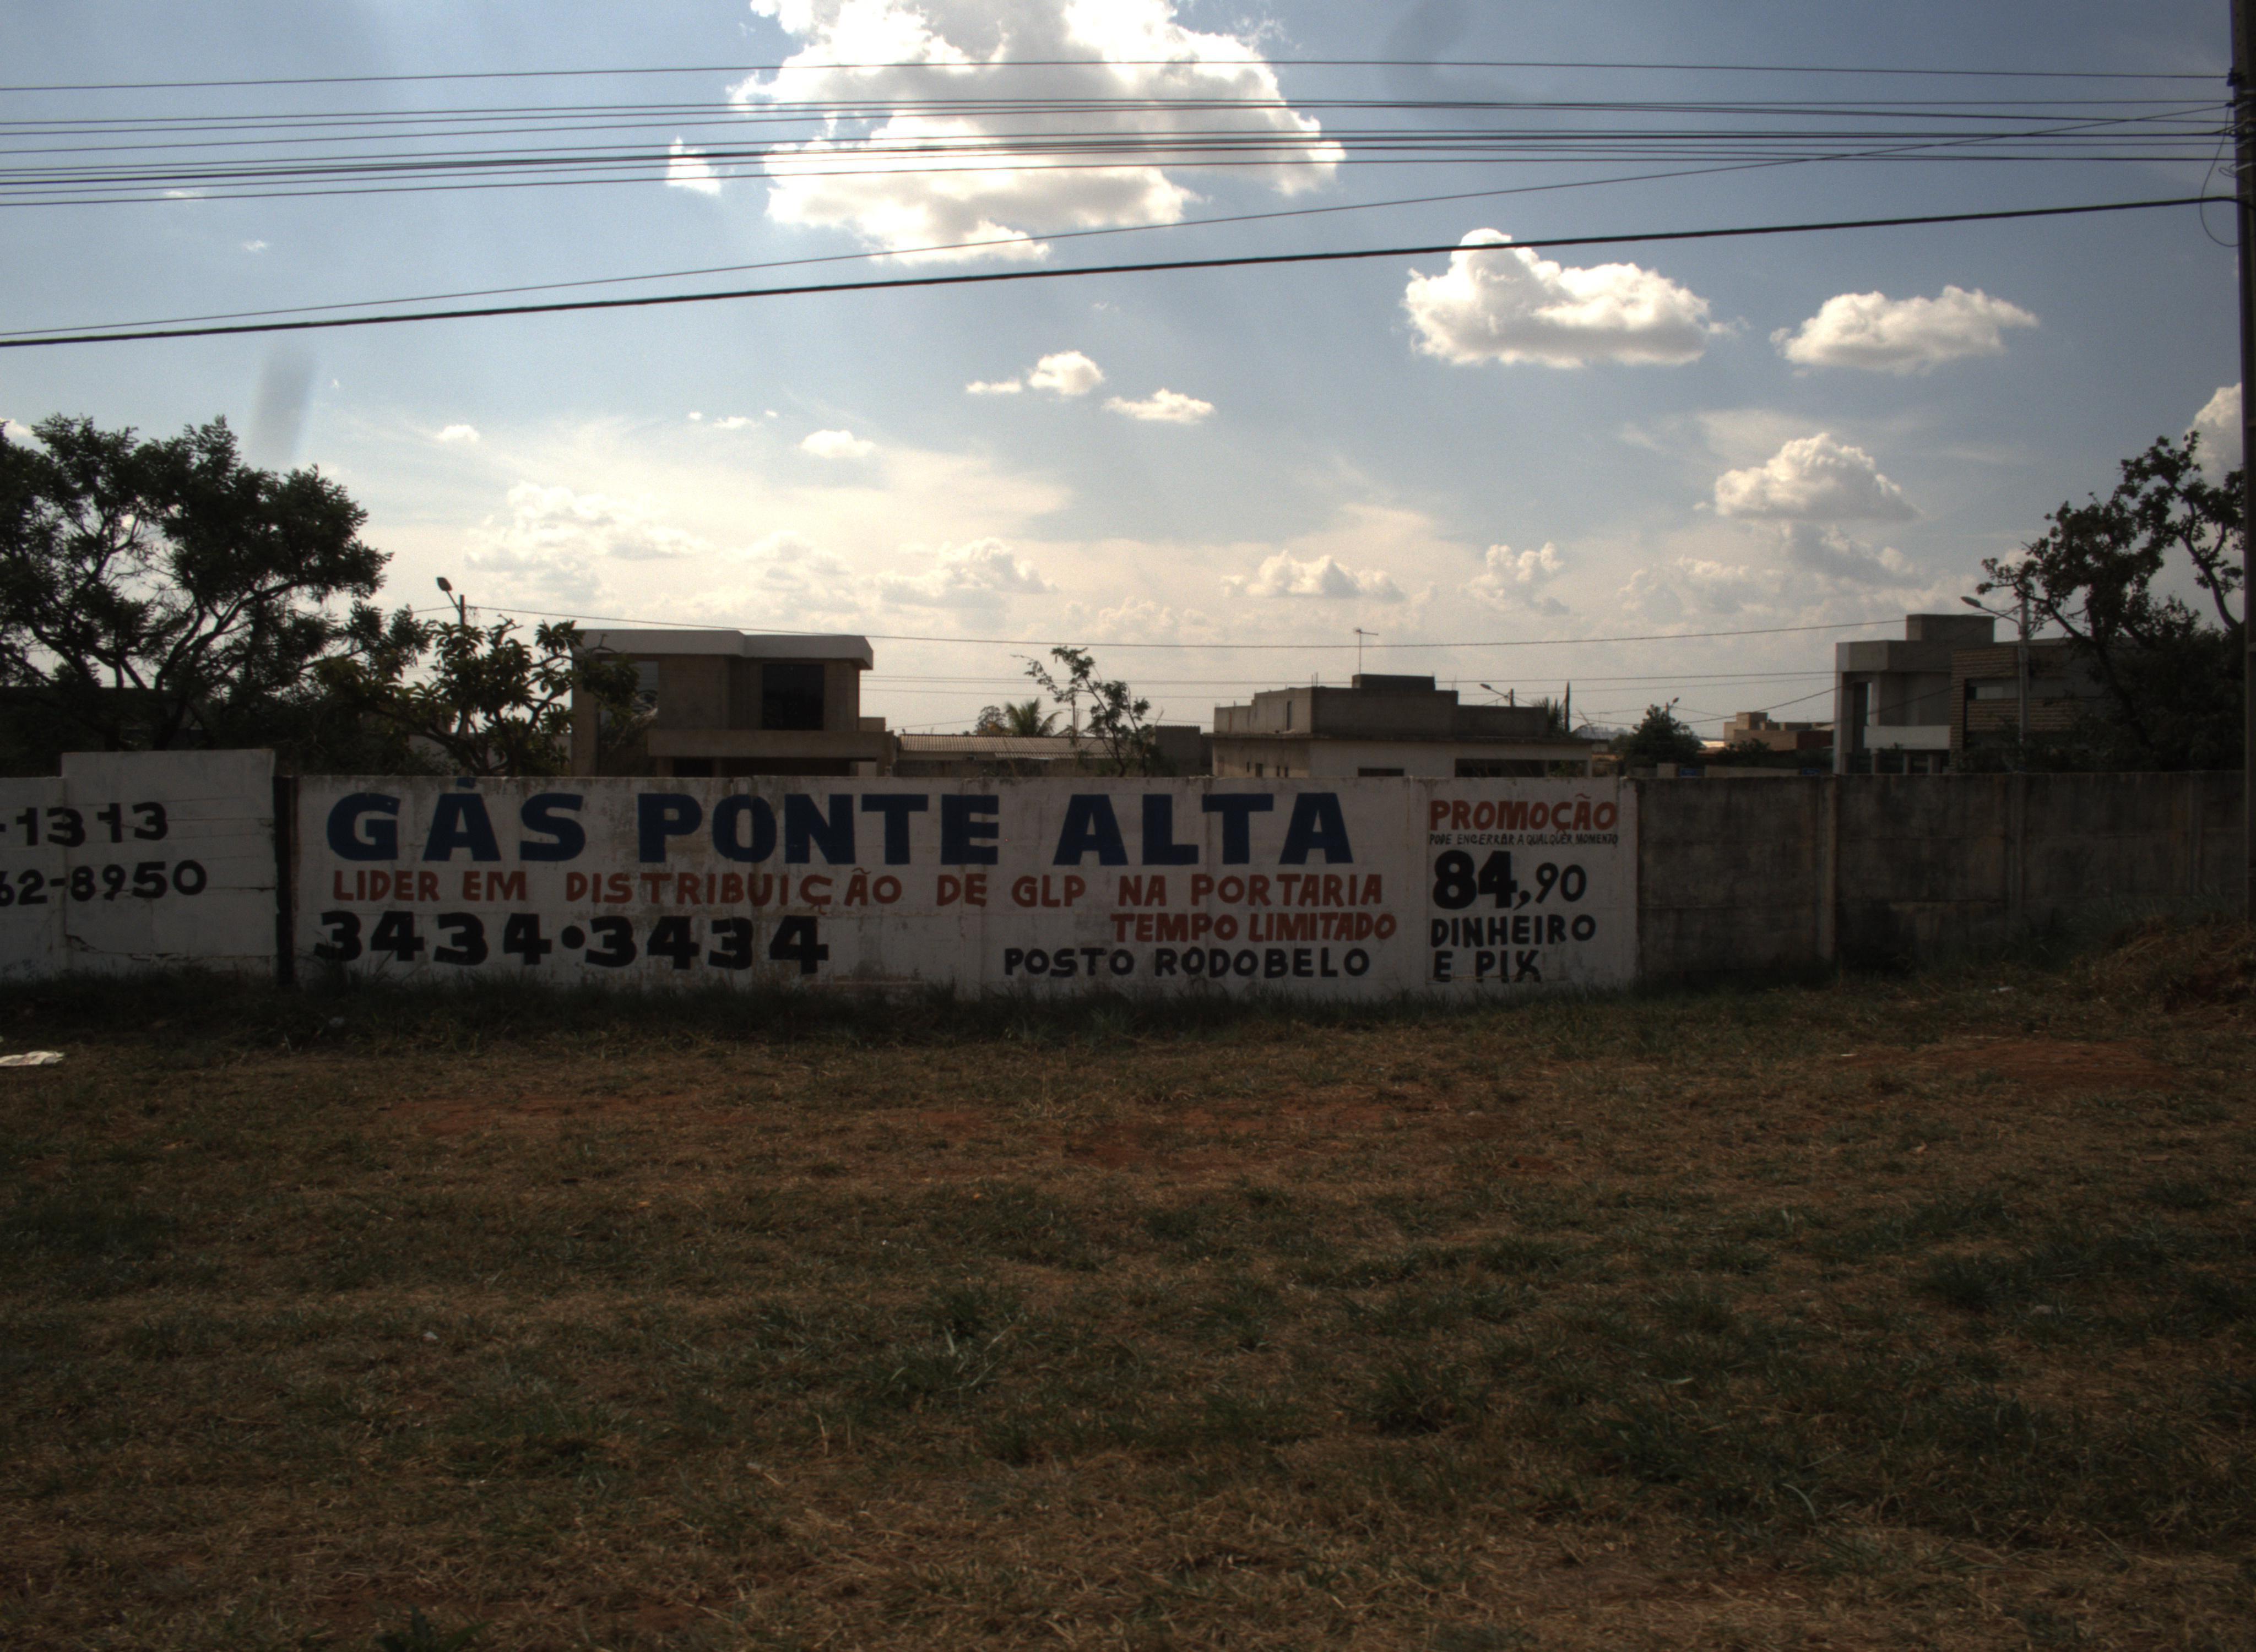 -1313
62-8950
GÁS PONTE ALTA
LIDER EM DISTRIBUIÇÃO DE GLP NA PORTARIA
TEMPO LIMITADO
3434•3434
POSTO RODOBELO
PROMOÇÃO
PODE ENCERRAR A QUALQUER MOMENTO
84,90
DINHEIRO
E PIX